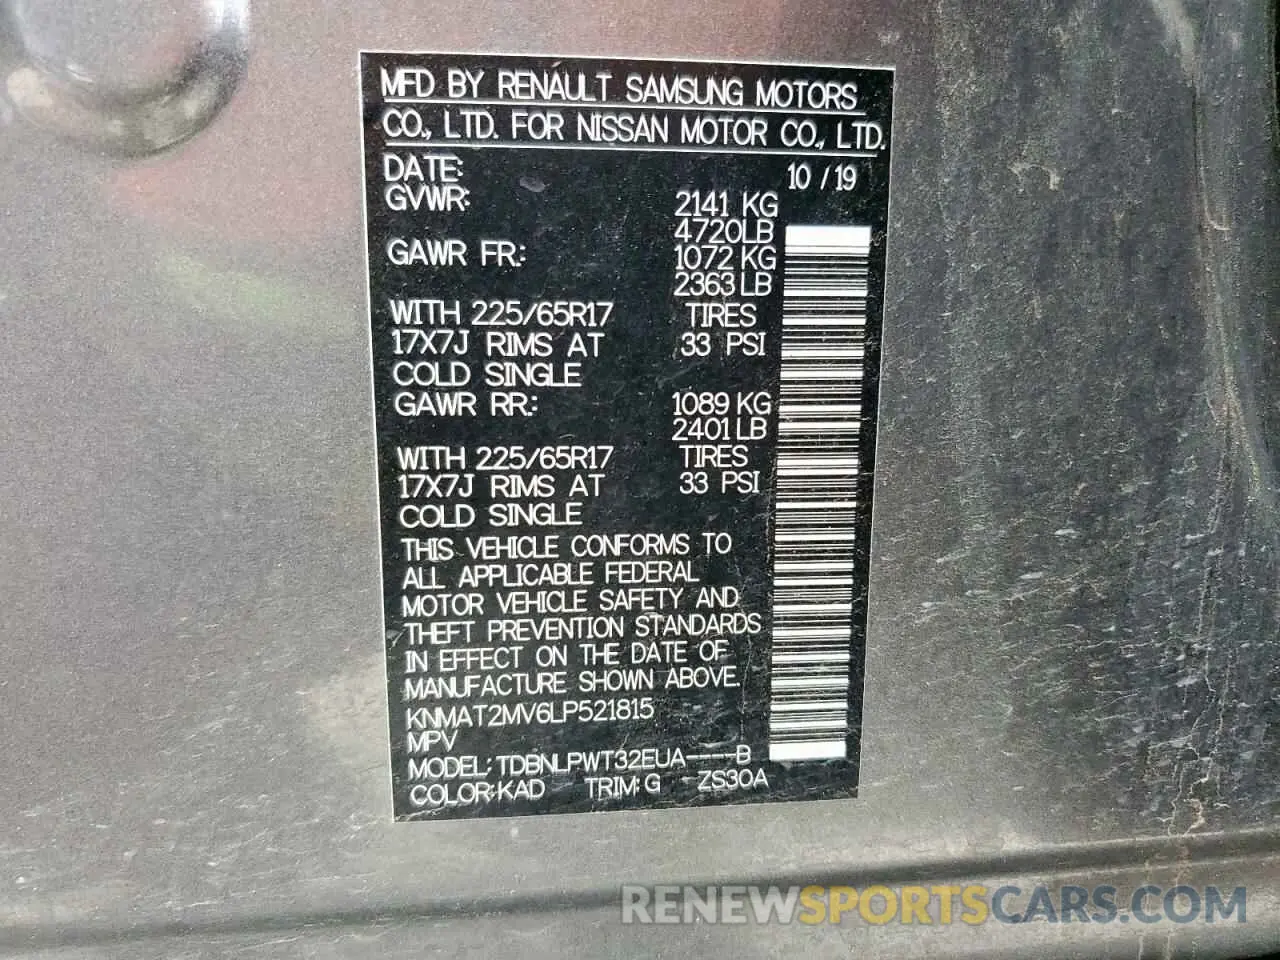 MFD BY RENAULT SAMSUNG MOTORS
CO., LTD. FOR NISSAN MOTOR CO., LTD.
DATE: 10 / 19
GVWR: 2141 KG
4720LB
GAWR FR: 1072 KG
2363 LB
WITH 225/65R17 TIRES
17X7J RIMS AT 33 PSI
COLD SINGLE
GAWR RR: 1089 KG
2401 LB
WITH 225/65R17 TIRES
17X7J RIMS AT 33 PSI
COLD SINGLE
THIS VEHICLE CONFORMS TO
ALL APPLICABLE FEDERAL
MOTOR VEHICLE SAFETY AND
THEFT PREVENTION STANDARDS
IN EFFECT ON THE DATE OF
MANUFACTURE SHOWN ABOVE.
KNMAT2MV6LP521815
MPV
MODEL: TDBNLPWT32EUA----B
COLOR: KAD TRIM: G ZS30A
RENEWSPORTSCARS.COM